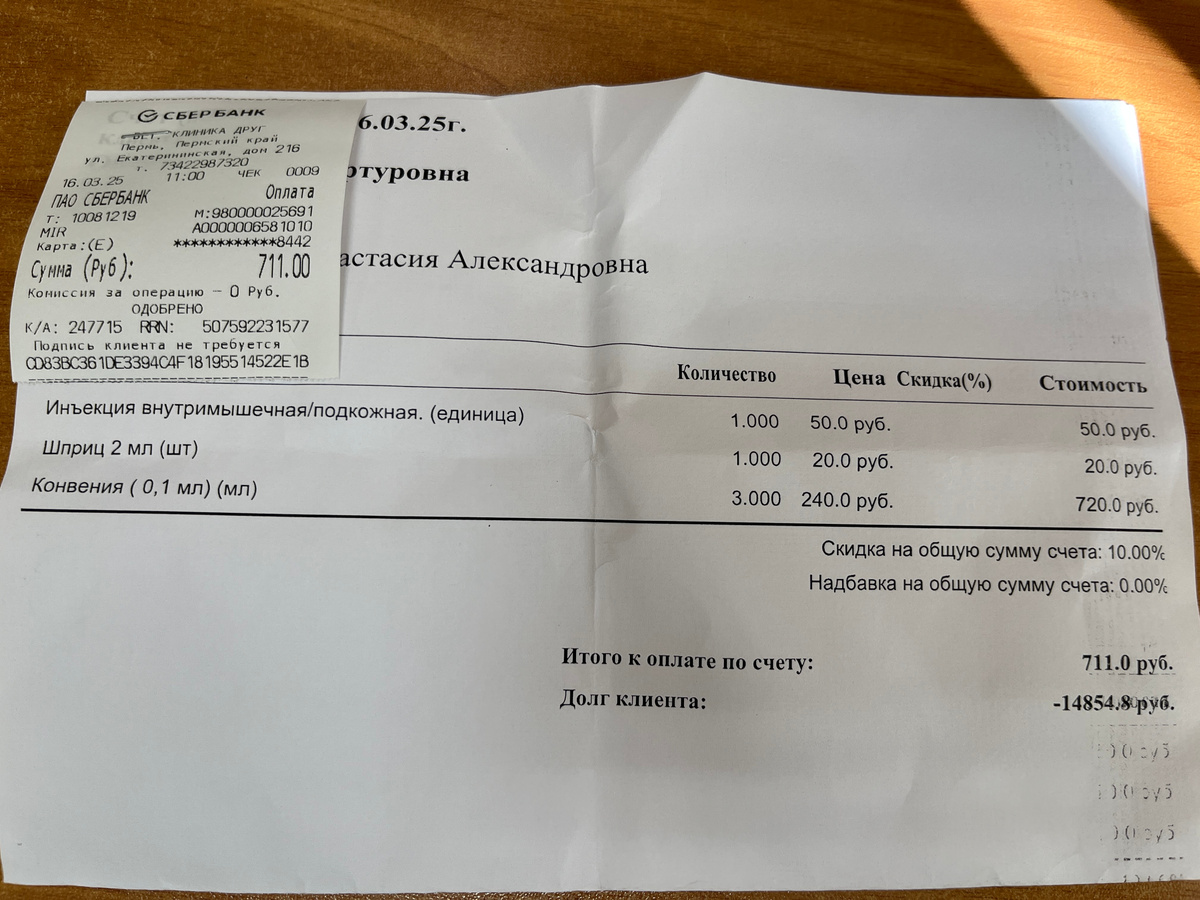 СБЕРБАНК
ВЕТ. КЛИНИКА ДРУГ
Пермь, Пермский край
ул. Екатерининская, дом 216
т. 73422987320
16.03.25 11:00 ЧЕК 0009
ПАО СБЕРБАНК Оплата
Т: 10081219 М:980000025691
MIR A0000006581010
Карта:(E) ************8442
Сумма (Руб): 711.00
Комиссия за операцию – 0 Руб.
ОДОБРЕНО
К/А: 247715 RRN: 507592231577
Подпись клиента не требуется
CD83BC361DE3394C4F18195514522E1B
6.03.25г.
ртуровна
астасия Александровна
Количество Цена Скидка(%) Стоимость
Инъекция внутримышечная/подкожная. (единица) 1.000 50.0 руб. 50.0 руб.
Шприц 2 мл (шт) 1.000 20.0 руб. 20.0 руб.
Конвения ( 0,1 мл) (мл) 3.000 240.0 руб. 720.0 руб.
Скидка на общую сумму счета: 10.00%
Надбавка на общую сумму счета: 0.00%
Итого к оплате по счету: 711.0 руб.
Долг клиента: -14854.8 руб.